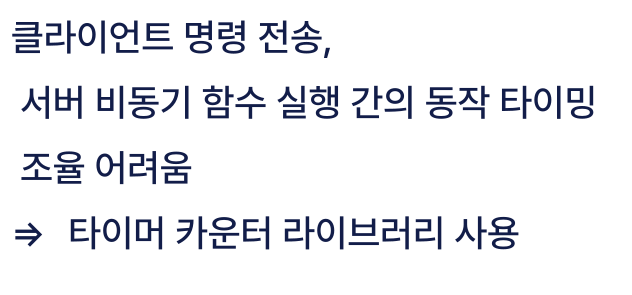 클라이언트 명령 전송,
서버 비동기 함수 실행 간의 동작 타이밍
조율 어려움
⇒ 타이머 카운터 라이브러리 사용